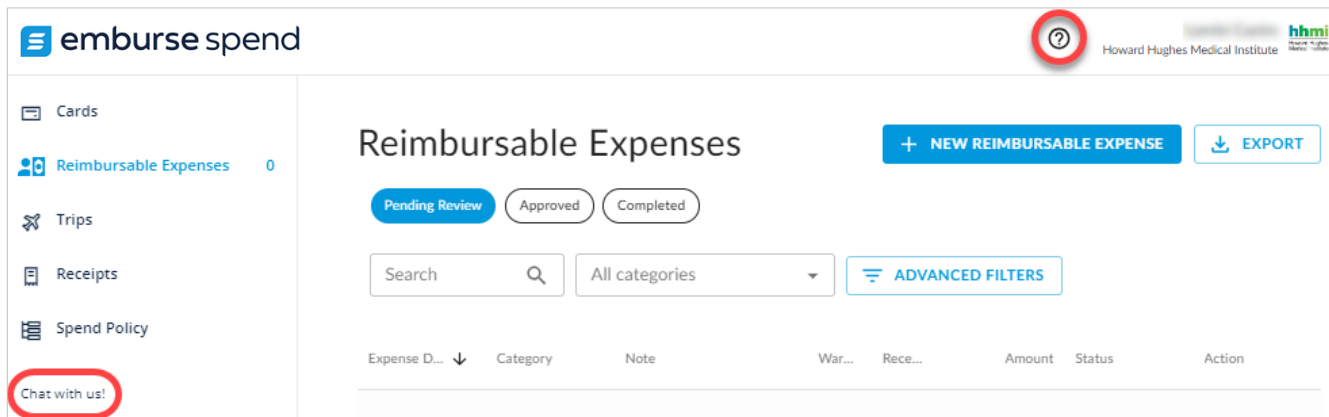 emburse spend
?
Howard Hughes Medical Institute
hhmi
Cards
Reimbursable Expenses 0
Trips
Receipts
Spend Policy
Chat with us!
Reimbursable Expenses
+ NEW REIMBURSABLE EXPENSE
EXPORT
Pending Review
Approved
Completed
Search
All categories
ADVANCED FILTERS
Expense D... Category Note War... Rece... Amount Status Action